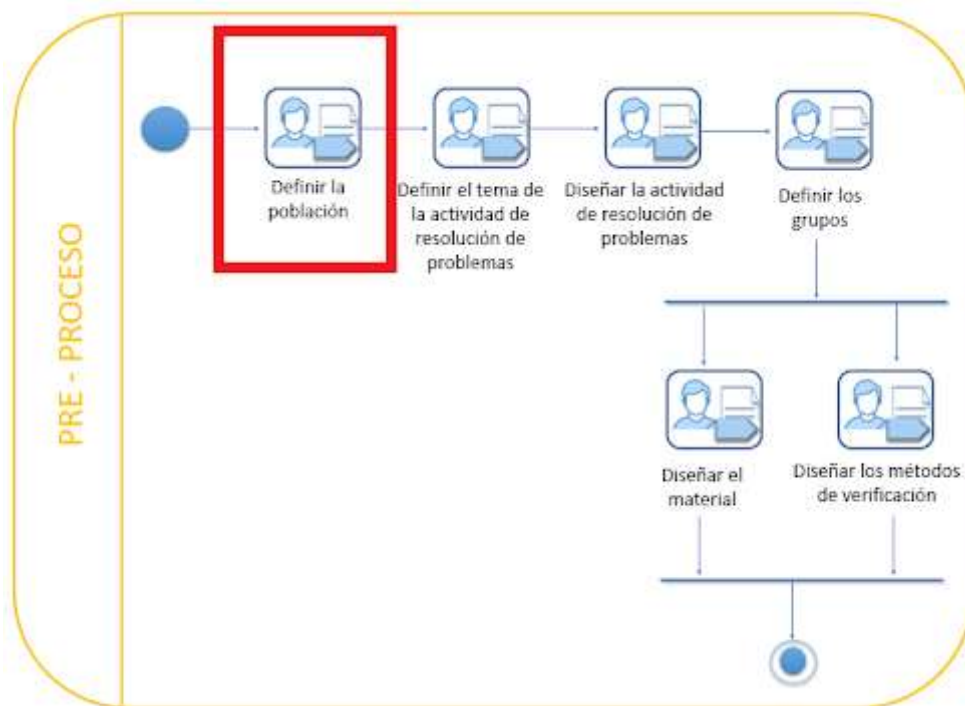 PRE - PROCESO
Definir la
población
Definir el tema de
la actividad de
resolución de
problemas
Diseñar la actividad
de resolución de
problemas
Definir los
grupos
Diseñar el
material
Diseñar los métodos
de verificación